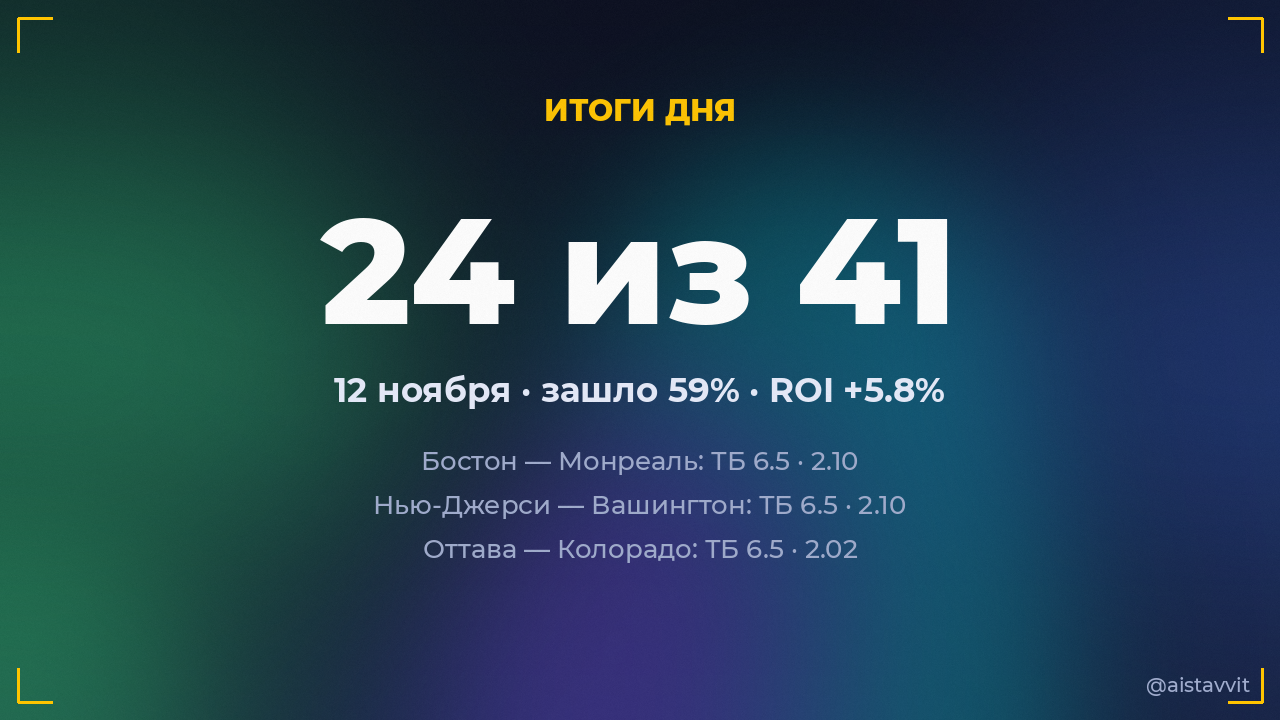 ИТОГИ ДНЯ
24 из 41
12 ноября · зашло 59% · ROI +5.8%
Бостон — Монреаль: ТБ 6.5 · 2.10
Нью-Джерси — Вашингтон: ТБ 6.5 · 2.10
Оттава — Колорадо: ТБ 6.5 · 2.02
@aistavvit